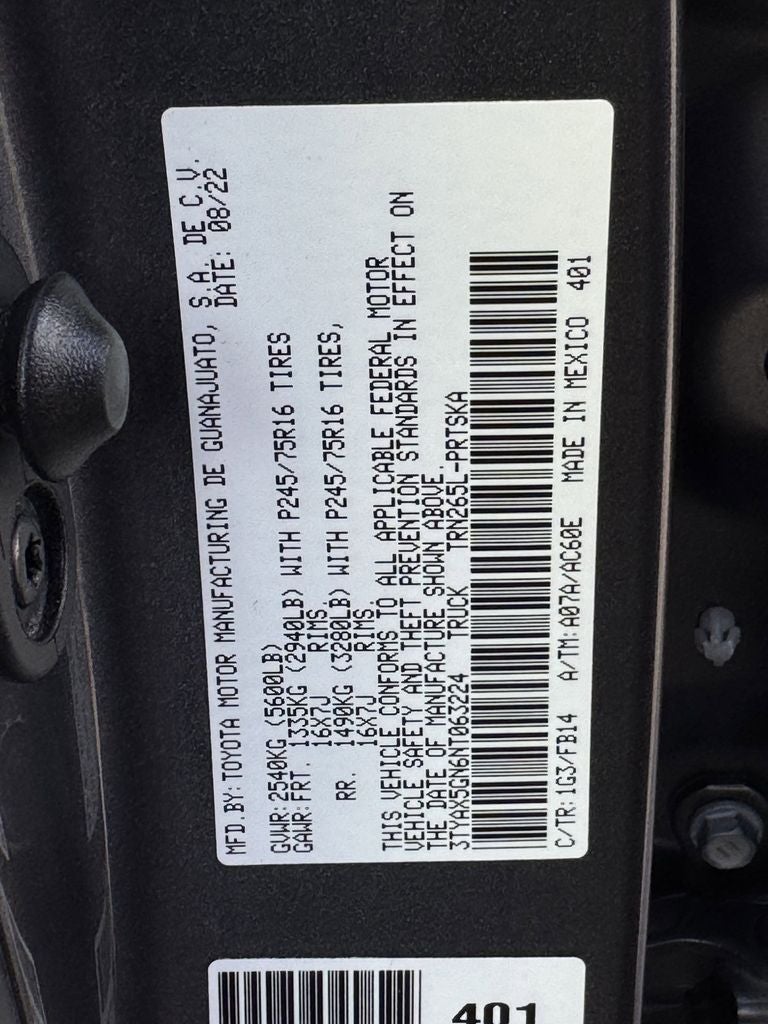 MFD.BY: TOYOTA MOTOR MANUFACTURING DE GUANAJUATO, S.A. DE C.V.
DATE: 08/22
GVWR: 2540KG (5600LB)
GAWR: FRT. 1335KG (2940LB) WITH P245/75R16 TIRES
16X7J RIMS.
RR. 1490KG (3280LB) WITH P245/75R16 TIRES,
16X7J RIMS.
THIS VEHICLE CONFORMS TO ALL APPLICABLE FEDERAL MOTOR
VEHICLE SAFETY AND THEFT PREVENTION STANDARDS IN EFFECT ON
THE DATE OF MANUFACTURE SHOWN ABOVE.
3TYAX5GN6NT063224 TRUCK TRN265L-PRTSKA
C/TR: 1G3/FB14 A/TM: A07A/AC60E MADE IN MEXICO 401
401